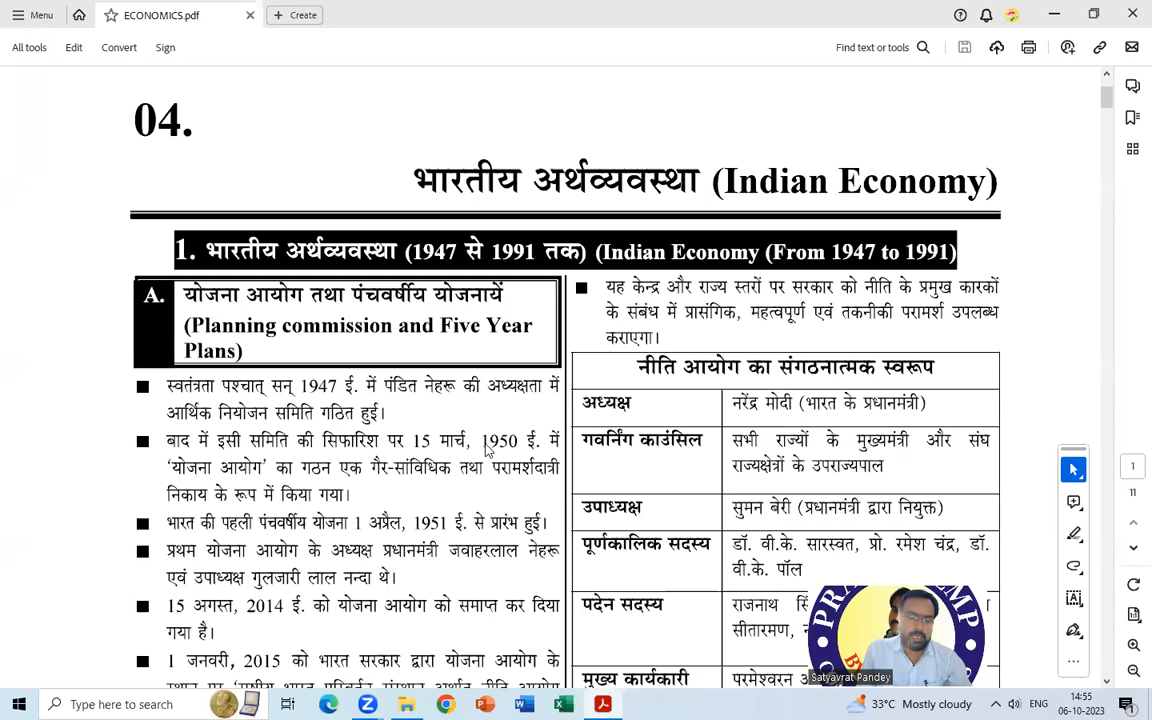 Menu
ECONOMICS.pdf
Create
All tools
Edit
Convert
Sign
Find text or tools
04.
भारतीय अर्थव्यवस्था (Indian Economy)
1. भारतीय अर्थव्यवस्था (1947 से 1991 तक) (Indian Economy (From 1947 to 1991)
A. योजना आयोग तथा पंचवर्षीय योजनायें
(Planning commission and Five Year
Plans)
स्वतंत्रता पश्चात् सन् 1947 ई. में पंडित नेहरू की अध्यक्षता में
आर्थिक नियोजन समिति गठित हुई।
बाद में इसी समिति की सिफारिश पर 15 मार्च, 1950 ई. में
'योजना आयोग' का गठन एक गैर-सांविधिक तथा परामर्शदात्री
निकाय के रूप में किया गया।
भारत की पहली पंचवर्षीय योजना 1 अप्रैल, 1951 ई. से प्रारंभ हुई।
प्रथम योजना आयोग के अध्यक्ष प्रधानमंत्री जवाहरलाल नेहरू
एवं उपाध्यक्ष गुलजारी लाल नन्दा थे।
15 अगस्त, 2014 ई. को योजना आयोग को समाप्त कर दिया
गया है।
1 जनवरी, 2015 को भारत सरकार द्वारा योजना आयोग के
यह केन्द्र और राज्य स्तरों पर सरकार को नीति के प्रमुख कारकों
के संबंध में प्रासंगिक, महत्वपूर्ण एवं तकनीकी परामर्श उपलब्ध
कराएगा।
नीति आयोग का संगठनात्मक स्वरूप
अध्यक्ष नरेंद्र मोदी (भारत के प्रधानमंत्री)
गवर्निंग काउंसिल सभी राज्यों के मुख्यमंत्री और संघ
राज्यक्षेत्रों के उपराज्यपाल
उपाध्यक्ष सुमन बेरी (प्रधानमंत्री द्वारा नियुक्त)
पूर्णकालिक सदस्य डॉ. वी.के. सारस्वत, प्रो. रमेश चंद्र, डॉ.
वी.के. पॉल
पदेन सदस्य राजनाथ
सीतारमण,
मुख्य कार्यकारी परमेश्वरन
Satyavrat Pandey
1
11
Type here to search
33°C Mostly cloudy
ENG
14:55
06-10-2023